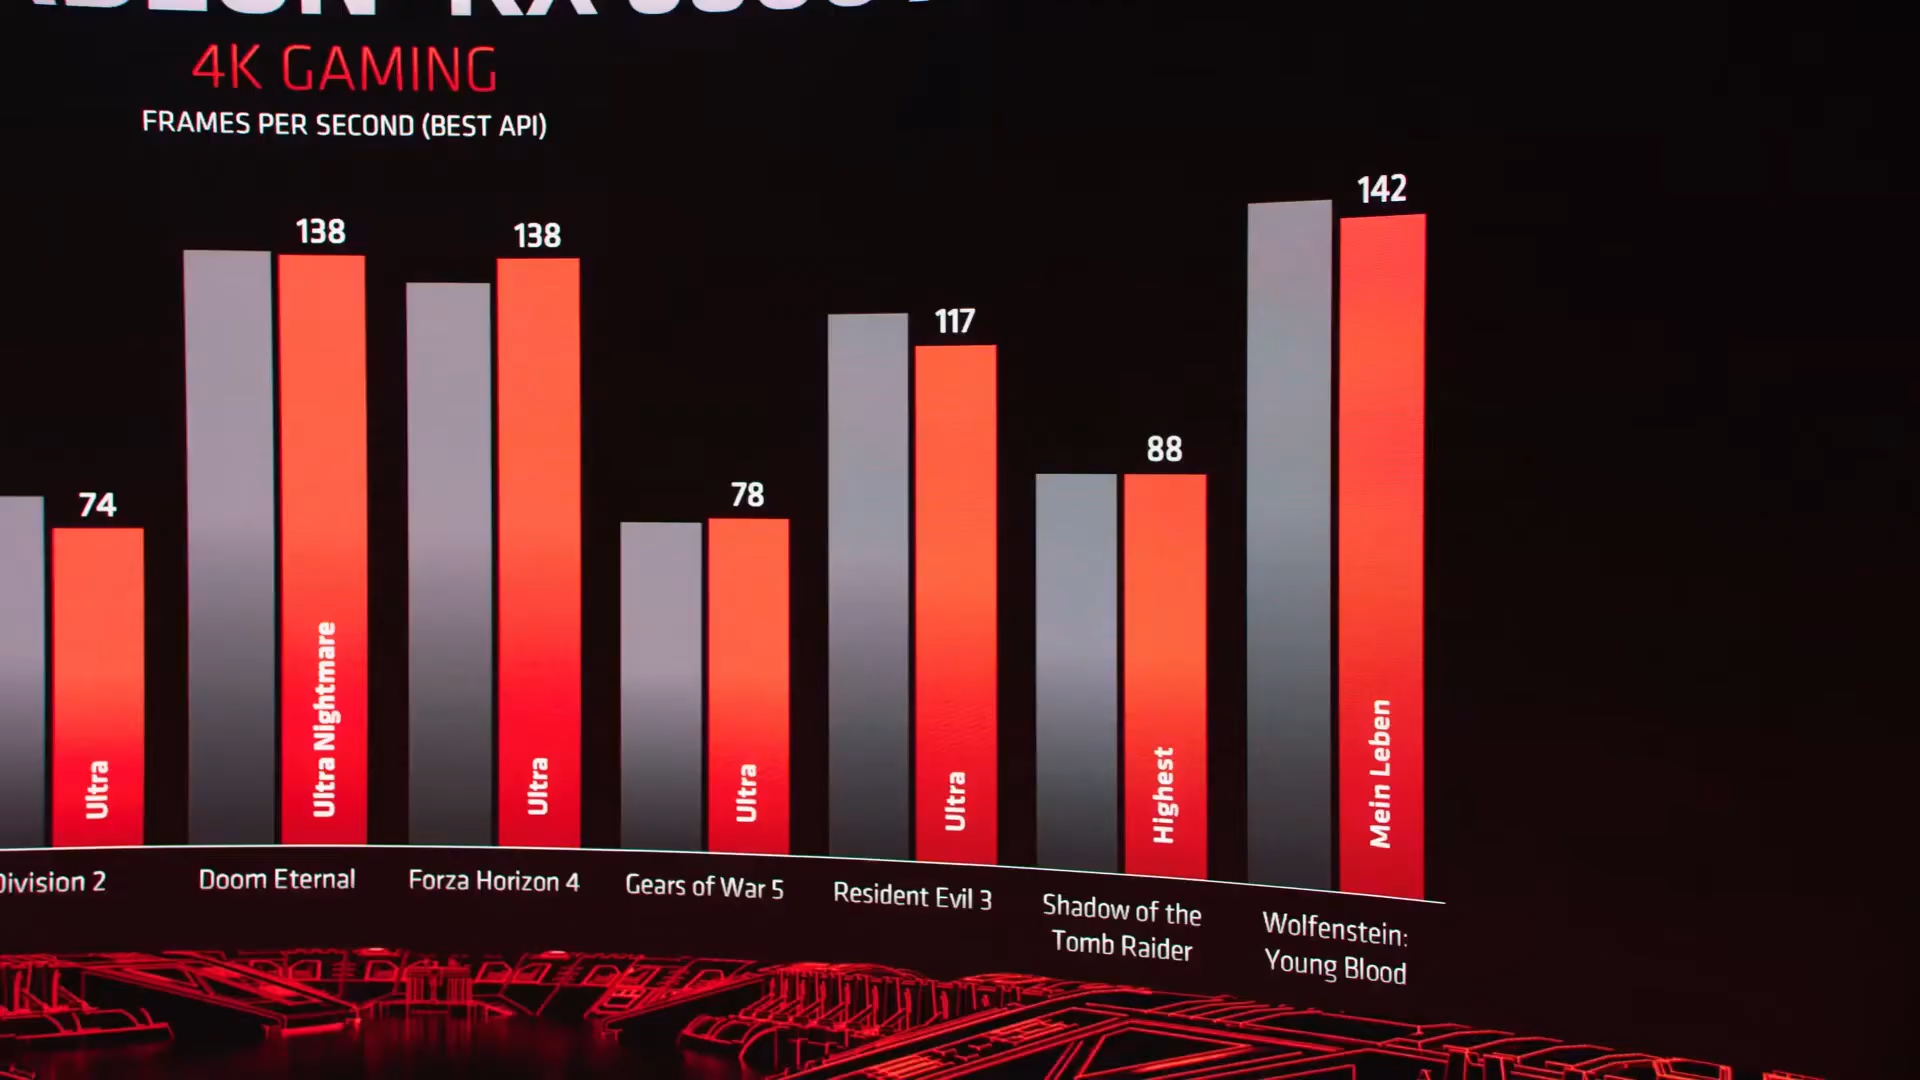 4K GAMING
FRAMES PER SECOND (BEST API)
74
138
138
78
117
88
142
Ultra
Ultra Nightmare
Ultra
Ultra
Ultra
Highest
Mein Leben
Division 2
Doom Eternal
Forza Horizon 4
Gears of War 5
Resident Evil 3
Shadow of the
Tomb Raider
Wolfenstein:
Young Blood